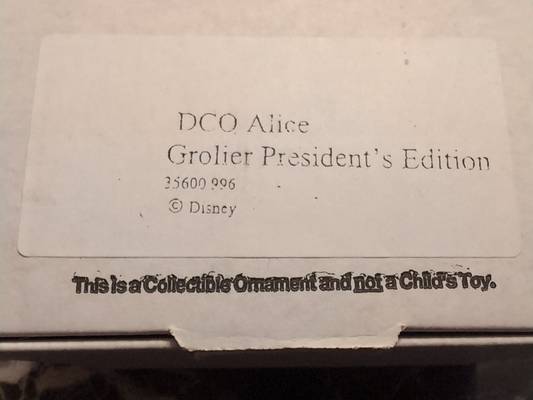 DCO Alice
Grolier President's Edition
35600 996
© Disney
This is a Collectible Ornament and not a Child's Toy.